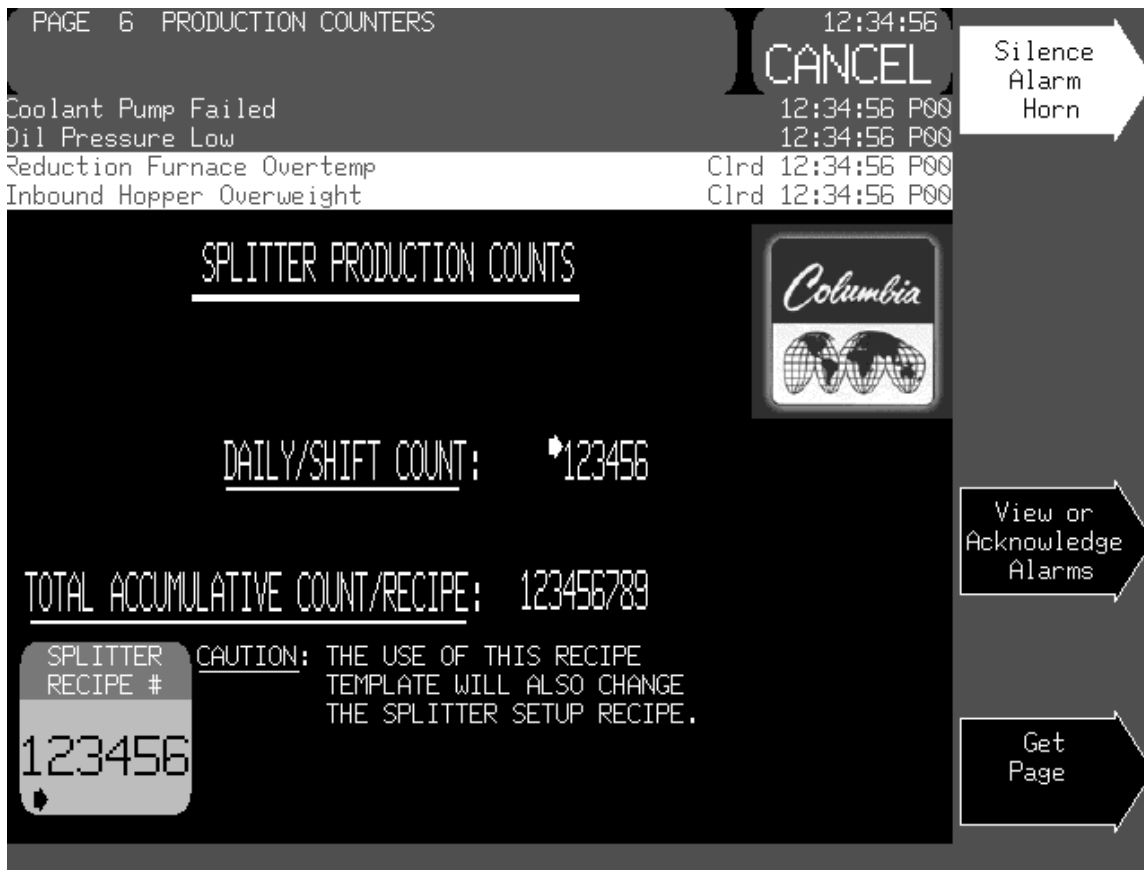 PAGE 6 PRODUCTION COUNTERS
12:34:56
CANCEL
Coolant Pump Failed 12:34:56 P00
Oil Pressure Low 12:34:56 P00
Reduction Furnace Overtemp Clrd 12:34:56 P00
Inbound Hopper Overweight Clrd 12:34:56 P00
Silence
Alarm
Horn
SPLITTER PRODUCTION COUNTS
Columbia
DAILY/SHIFT COUNT: 123456
View or
Acknowledge
Alarms
TOTAL ACCUMULATIVE COUNT/RECIPE: 123456789
SPLITTER
RECIPE #
123456
CAUTION: THE USE OF THIS RECIPE
TEMPLATE WILL ALSO CHANGE
THE SPLITTER SETUP RECIPE.
Get
Page